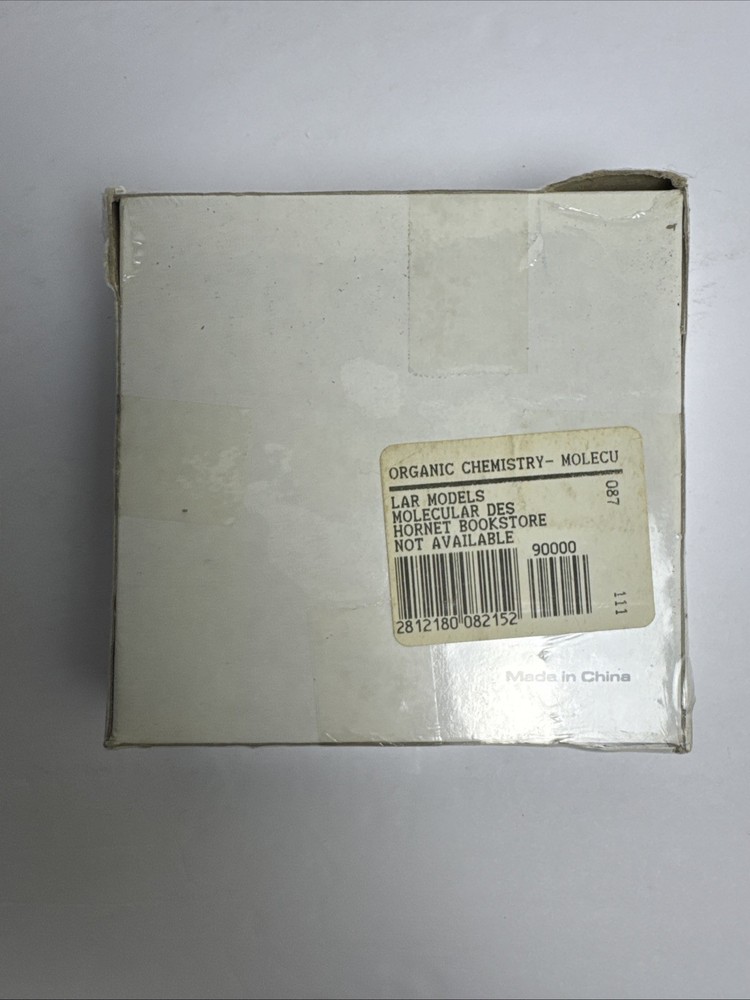 ORGANIC CHEMISTRY- MOLECU
LAR MODELS
MOLECULAR DES
HORNET BOOKSTORE
NOT AVAILABLE
087
90000
2812180 082152
111
Made in China